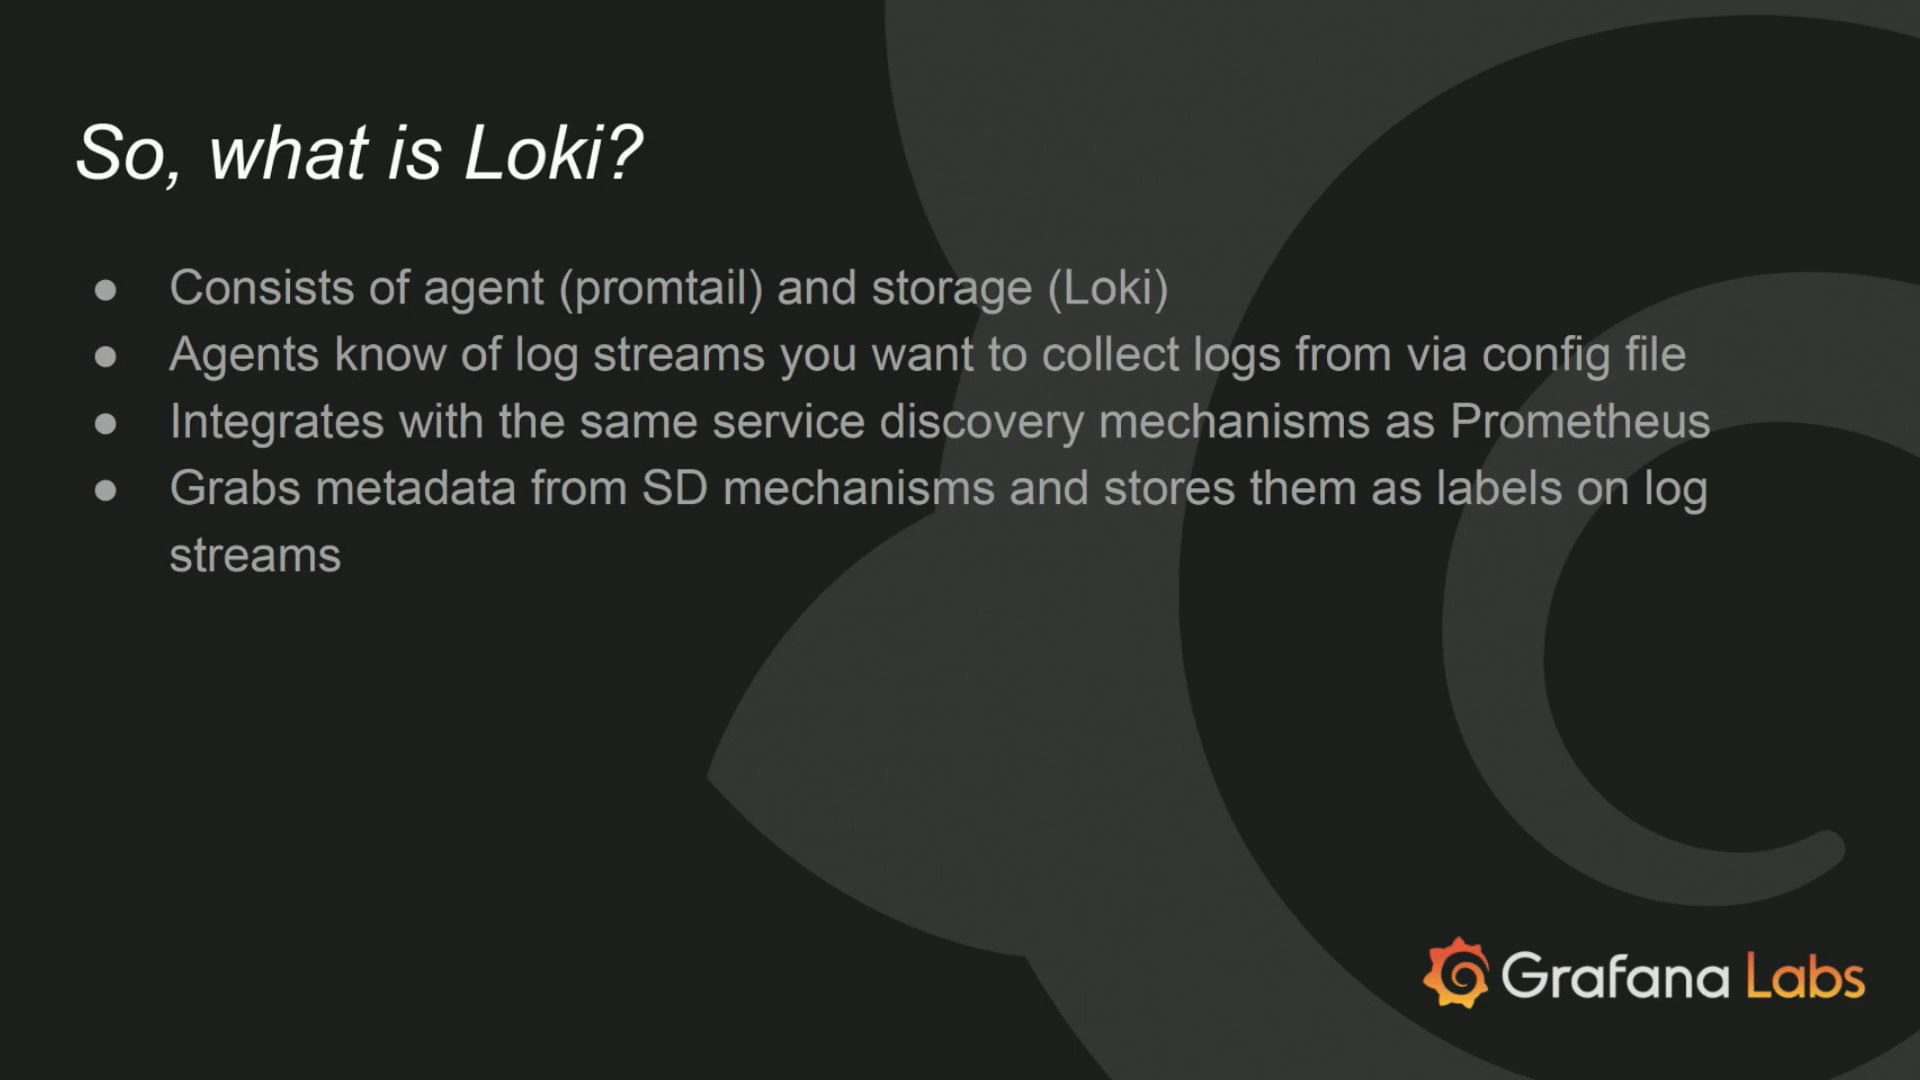 So, what is Loki?
● Consists of agent (promtail) and storage (Loki)
● Agents know of log streams you want to collect logs from via config file
● Integrates with the same service discovery mechanisms as Prometheus
● Grabs metadata from SD mechanisms and stores them as labels on log
streams
Grafana Labs